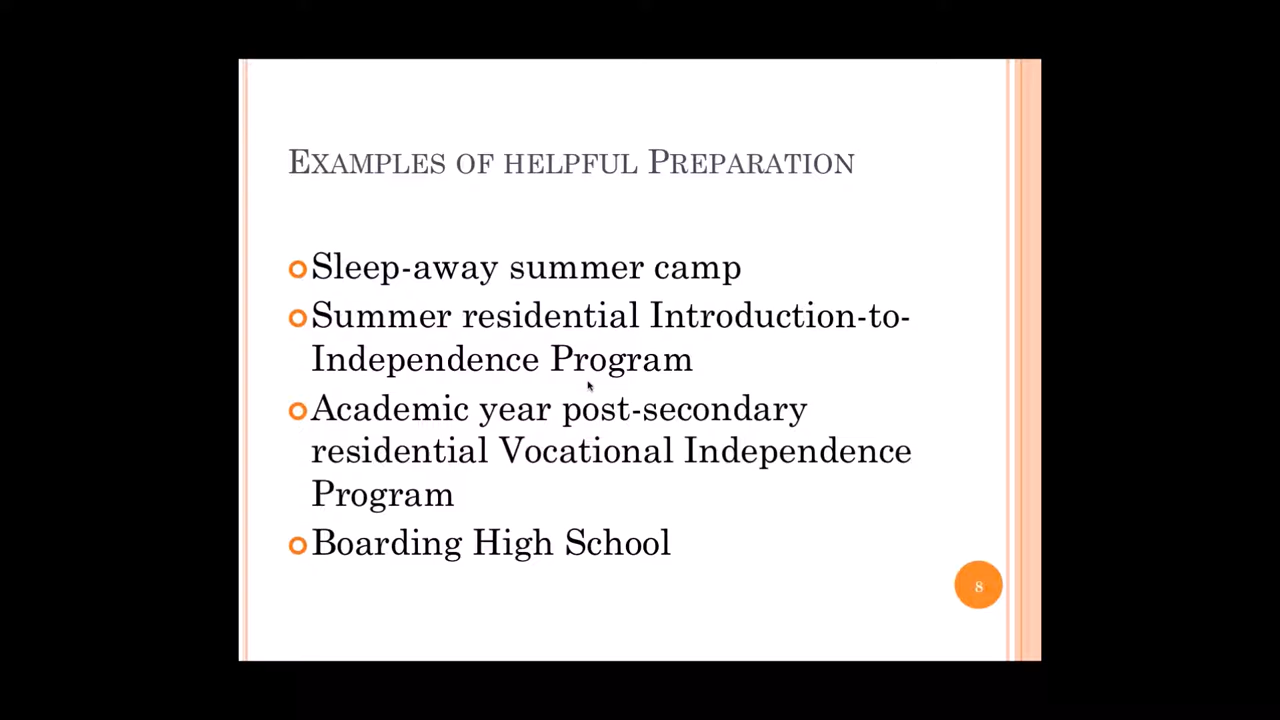 Examples of helpful Preparation
Sleep-away summer camp
Summer residential Introduction-to-
Independence Program
Academic year post-secondary
residential Vocational Independence
Program
Boarding High School
8